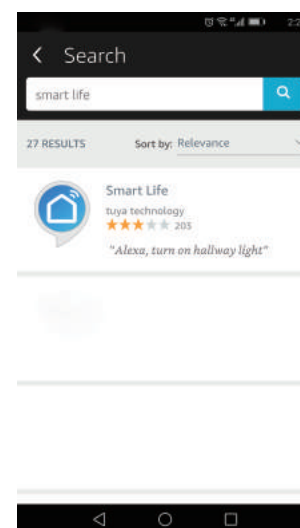 Search
smart life
27 RESULTS Sort by: Relevance
Smart Life
tuya technology
203
"Alexa, turn on hallway light"